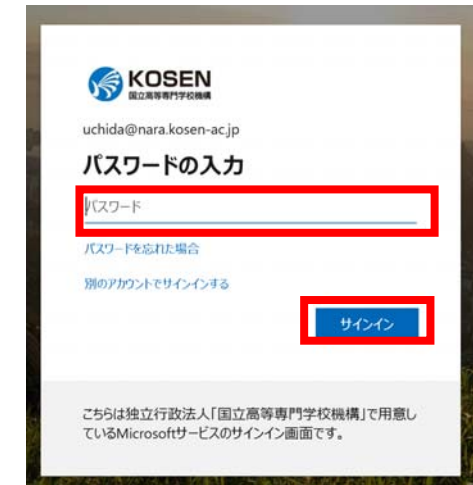 KOSEN
国立高等専門学校機構
uchida@nara.kosen-ac.jp
パスワードの入力
パスワード
パスワードを忘れた場合
別のアカウントでサインインする
サインイン
こちらは独立行政法人「国立高等専門学校機構」で用意し
ているMicrosoftサービスのサインイン画面です。